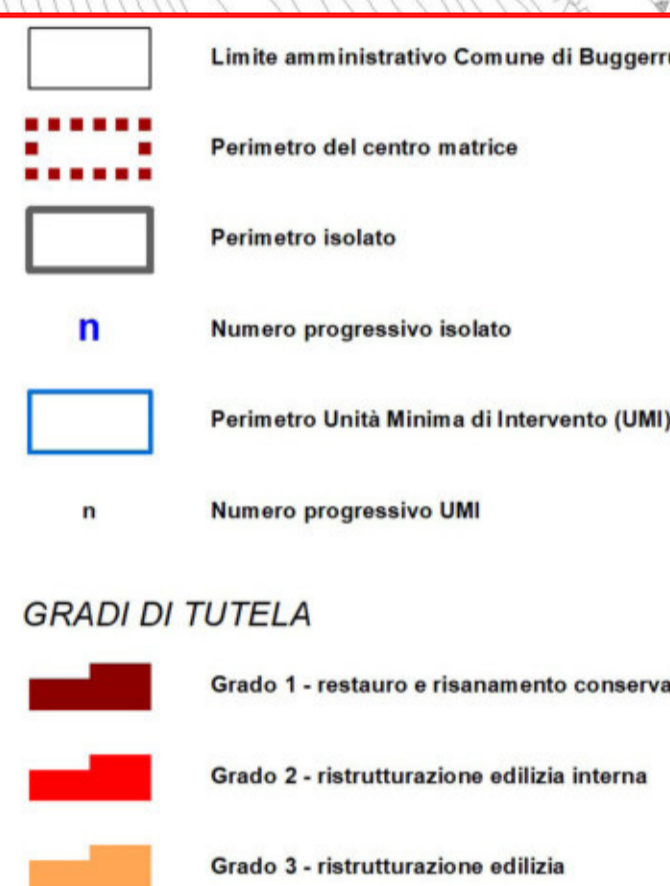 Limite amministrativo Comune di Buggerru
Perimetro del centro matrice
Perimetro isolato
n
Numero progressivo isolato
Perimetro Unità Minima di Intervento (UMI)
n
Numero progressivo UMI
GRADI DI TUTELA
Grado 1 - restauro e risanamento conserva
Grado 2 - ristrutturazione edilizia interna
Grado 3 - ristrutturazione edilizia